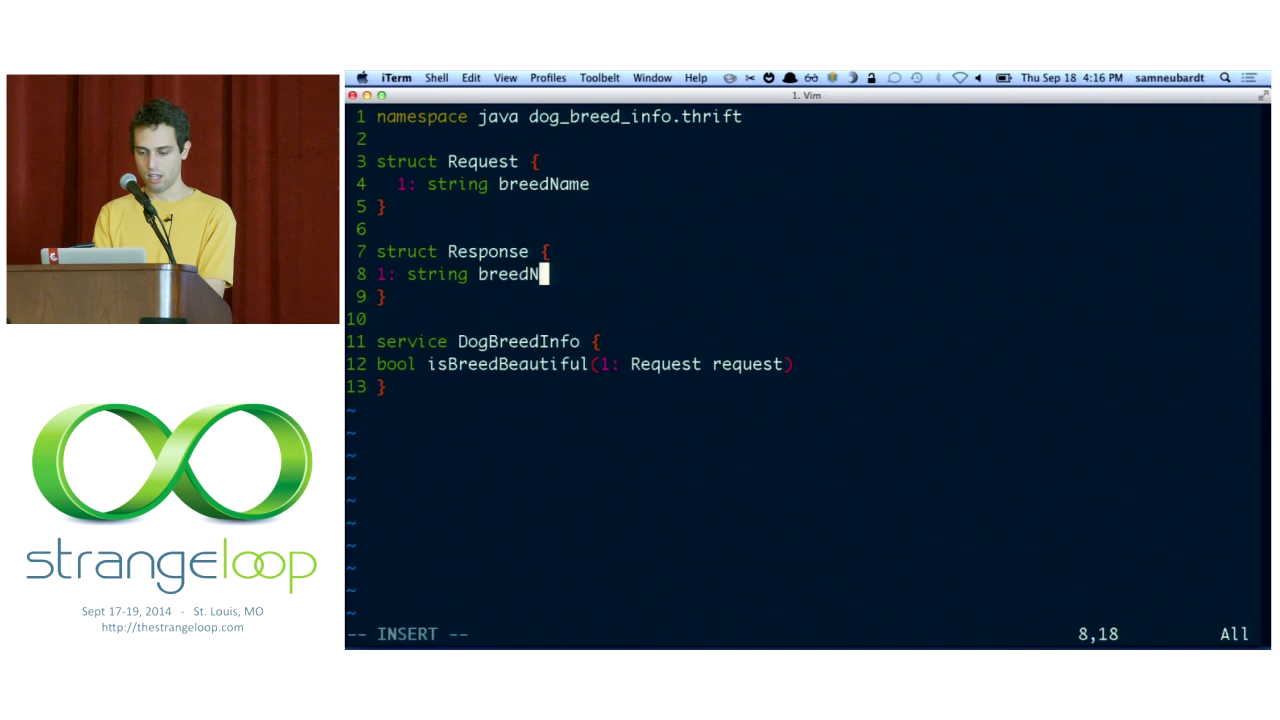 iTerm Shell Edit View Profiles Toolbelt Window Help Thu Sep 18 4:16 PM samneubardt
1. Vim
1 namespace java dog_breed_info.thrift
2
3 struct Request {
4 1: string breedName
5 }
6
7 struct Response {
8 1: string breedN
9 }
10
11 service DogBreedInfo {
12 bool isBreedBeautiful(1: Request request)
13 }
~
~
~
~
~
~
~
~
~
~
-- INSERT -- 8,18 All
strangeloop
Sept 17-19, 2014 - St. Louis, MO
http://thestrangeloop.com